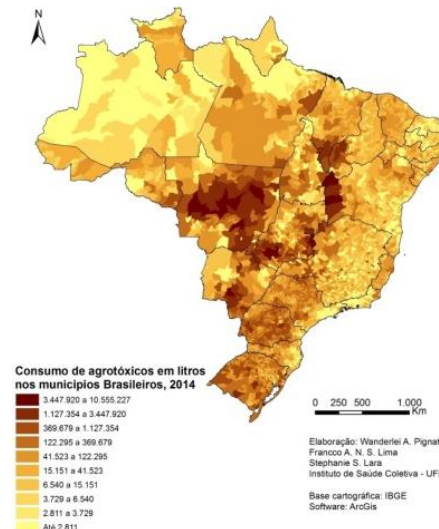 N
Consumo de agrotóxicos em litros
nos municipios Brasileiros, 2014
3.447.920 a 10.555.227
1.127.354 a 3.447.920
369.679 a 1.127.354
122.295 a 369.679
41.523 a 122.295
15.151 a 41.523
6.540 a 15.151
3.729 a 6.540
2.811 a 3.729
Até 2.811
0 250 500 1.000
Km
Elaboração: Wanderlei A. Pignat
Francco A. N. S. Lima
Stephanie S. Lara
Instituto de Saúde Coletiva - UF
Base cartográfica: IBGE
Software: ArcGis